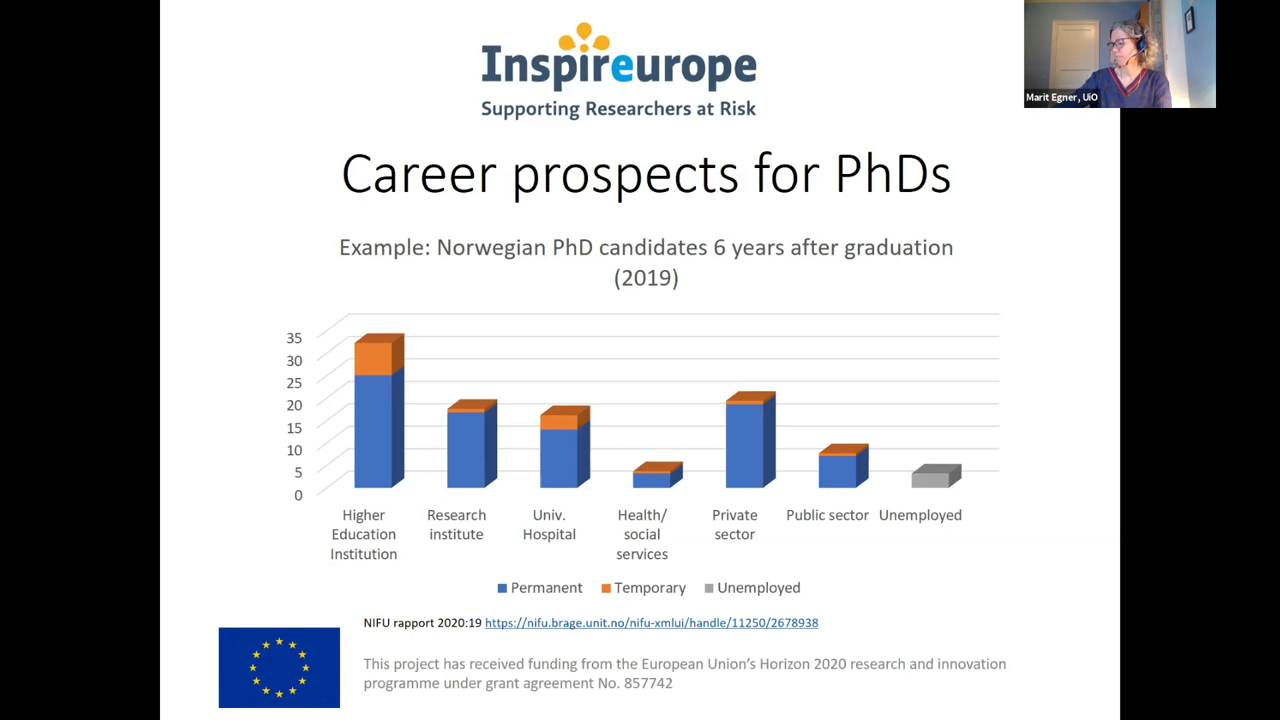 Inspireurope
Supporting Researchers at Risk
Marit Egner, UiO
Career prospects for PhDs
Example: Norwegian PhD candidates 6 years after graduation
(2019)
35
30
25
20
15
10
5
0
Higher
Education
Institution
Research
institute
Univ.
Hospital
Health/
social
services
Private
sector
Public sector
Unemployed
Permanent
Temporary
Unemployed
NIFU rapport 2020:19 https://nifu.brage.unit.no/nifu-xmlui/handle/11250/2678938
This project has received funding from the European Union's Horizon 2020 research and innovation
programme under grant agreement No. 857742